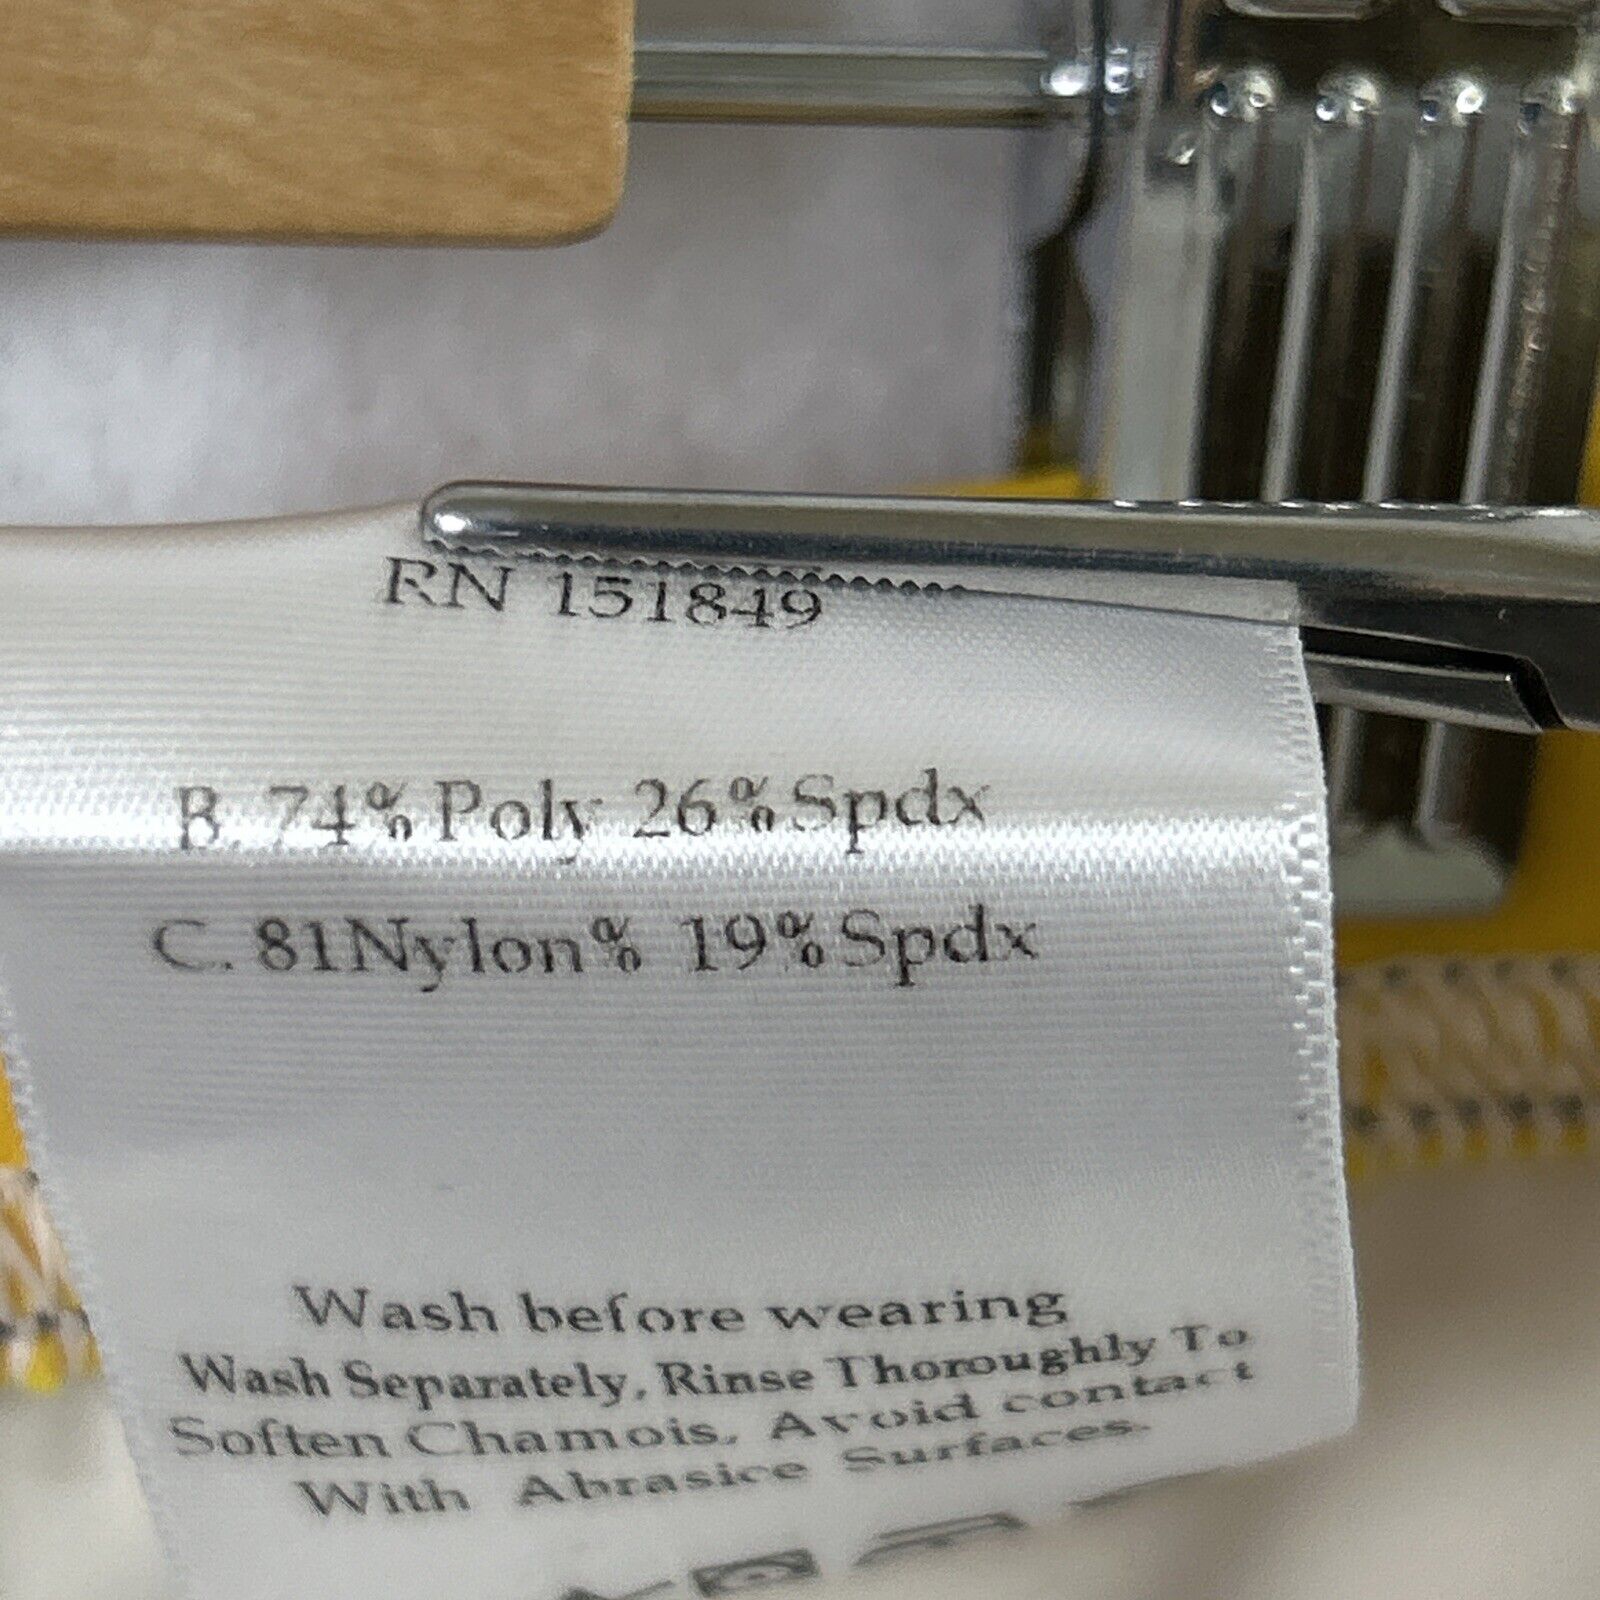 RN 151849
B. 74% Poly 26% Spdx
C. 81Nylon% 19% Spdx
Wash before wearing
Wash Separately, Rinse Thoroughly To
Soften Chamois. Avoid contact
With Abrasice Surfaces.